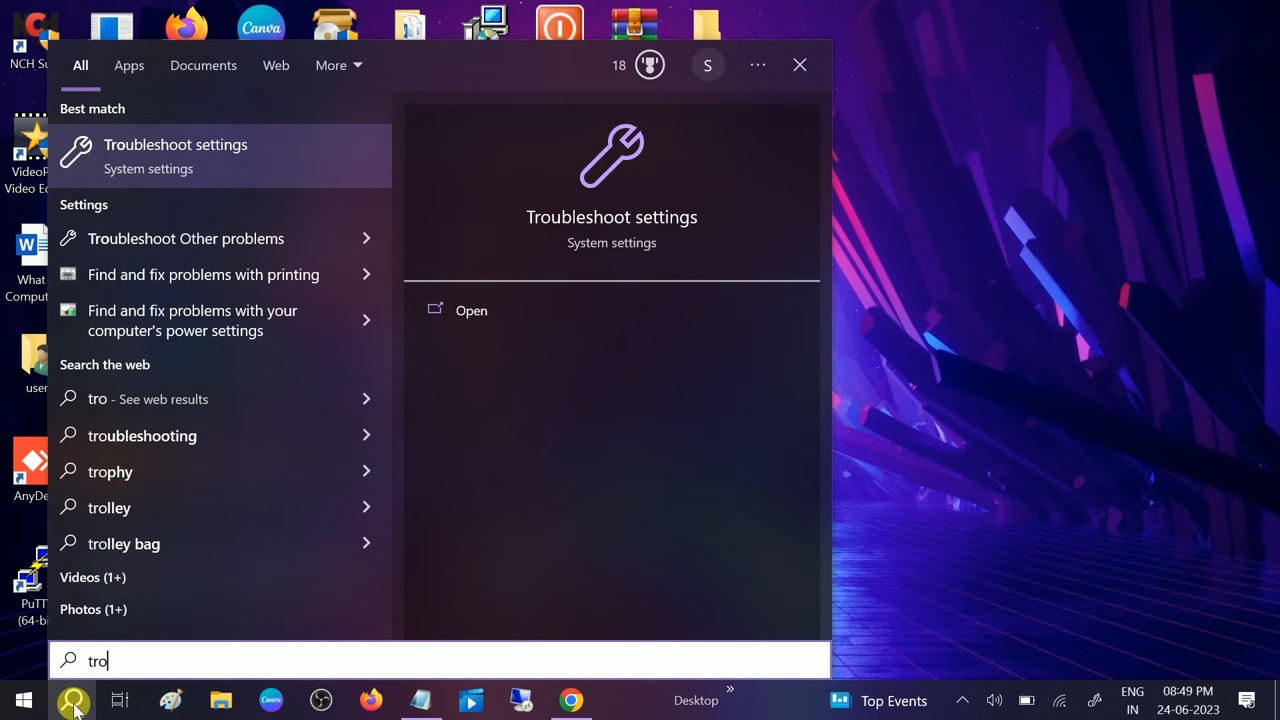 NCH Su
Canva
All
Apps
Documents
Web
More
18
S
Best match
Troubleshoot settings
System settings
Settings
Troubleshoot Other problems
Find and fix problems with printing
Find and fix problems with your
computer's power settings
Search the web
tro - See web results
troubleshooting
trophy
trolley
trolley bag
Videos (1+)
Photos (1+)
Troubleshoot settings
System settings
Open
VideoP
Video Ed
W
What
Compute
user
AnyDe
PuTT
(64-b
tro
Canva
Desktop
Top Events
ENG
IN
08:49 PM
24-06-2023